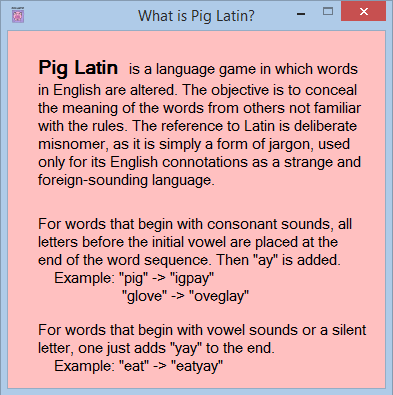 What is Pig Latin?
Pig Latin is a language game in which words
in English are altered. The objective is to conceal
the meaning of the words from others not familiar
with the rules. The reference to Latin is deliberate
misnomer, as it is simply a form of jargon, used
only for its English connotations as a strange and
foreign-sounding language.
For words that begin with consonant sounds, all
letters before the initial vowel are placed at the
end of the word sequence. Then "ay" is added.
Example: "pig" -> "igpay"
"glove" -> "oveglay"
For words that begin with vowel sounds or a silent
letter, one just adds "yay" to the end.
Example: "eat" -> "eatyay"